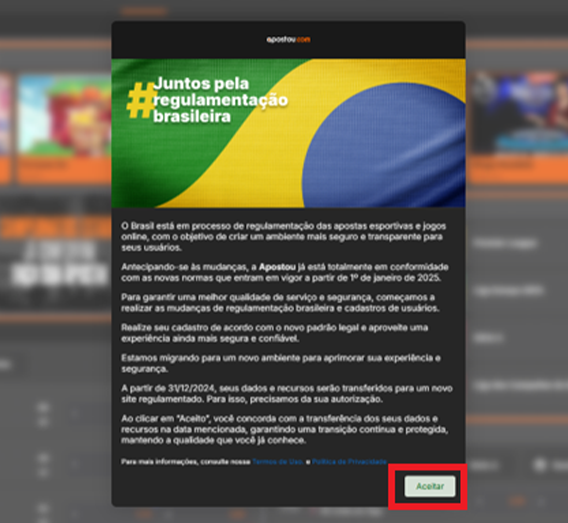 apostou.com
#Juntos pela
regulamentação
brasileira
O Brasil está em processo de regulamentação das apostas esportivas e jogos
online, com o objetivo de criar um ambiente mais seguro e transparente para
seus usuários.
Antecipando-se às mudanças, a Apostou já está totalmente em conformidade
com as novas normas que entram em vigor a partir de 1º de janeiro de 2025.
Para garantir uma melhor qualidade de serviço e segurança, começamos a
realizar as mudanças de regulamentação brasileira e cadastros de usuários.
Realize seu cadastro de acordo com o novo padrão legal e aproveite uma
experiência ainda mais segura e confiável.
Estamos migrando para um novo ambiente para aprimorar sua experiência e
segurança.
A partir de 31/12/2024, seus dados e recursos serão transferidos para um novo
site regulamentado. Para isso, precisamos da sua autorização.
Ao clicar em "Aceito", você concorda com a transferência dos seus dados e
recursos na data mencionada, garantindo uma transição contínua e protegida,
mantendo a qualidade que você já conhece.
Para mais informações, consulte nosso Termos de Uso. e Política de Privacidade
Aceitar